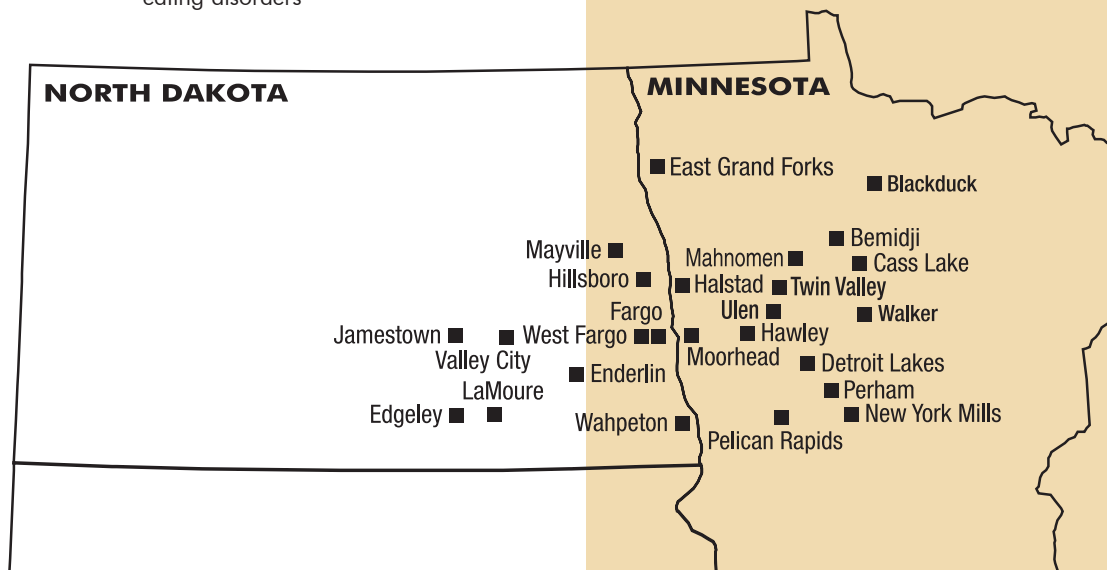 eating disorders
NORTH DAKOTA
MINNESOTA
East Grand Forks
Blackduck
Bemidji
Mayville
Mahnomen
Cass Lake
Hillsboro
Halstad
Twin Valley
Fargo
Ulen
Walker
Jamestown
West Fargo
Hawley
Valley City
Moorhead
Detroit Lakes
Enderlin
LaMoure
Perham
Edgeley
New York Mills
Wahpeton
Pelican Rapids